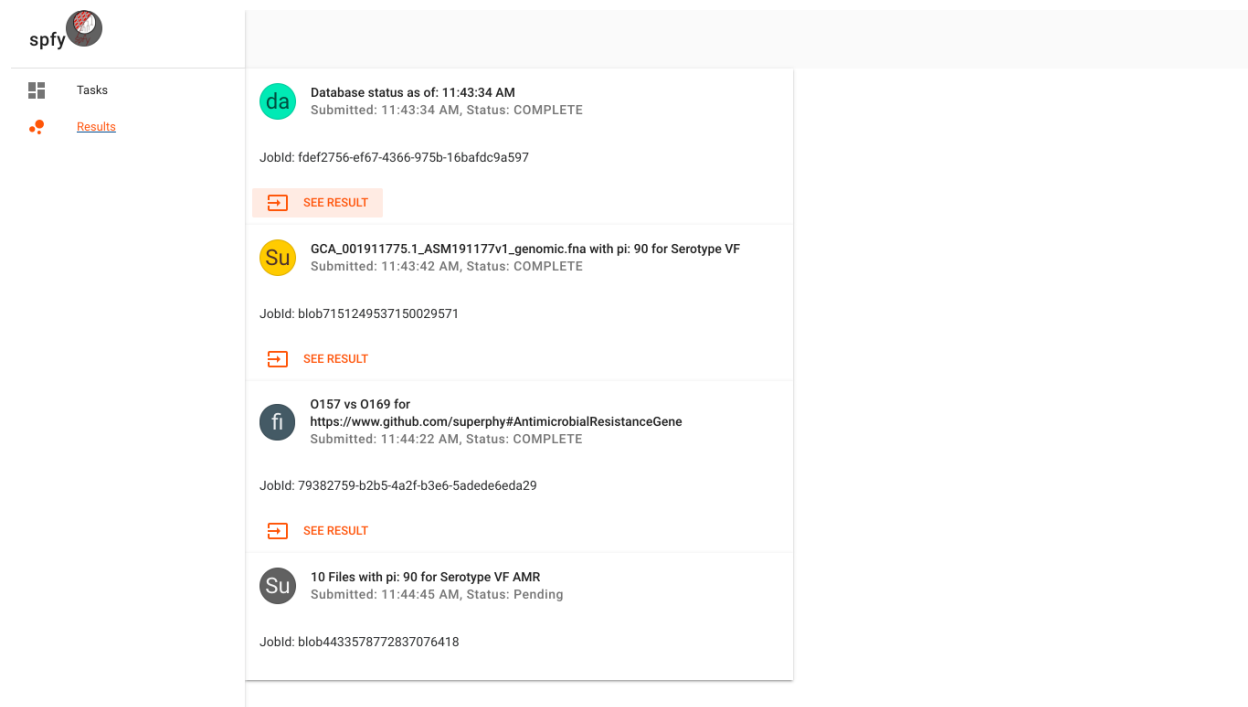 spfy
Tasks
Results
da
Database status as of: 11:43:34 AM
Submitted: 11:43:34 AM, Status: COMPLETE
JobId: fdef2756-ef67-4366-975b-16bafdc9a597
SEE RESULT
Su
GCA_001911775.1_ASM191177v1_genomic.fna with pi: 90 for Serotype VF
Submitted: 11:43:42 AM, Status: COMPLETE
JobId: blob7151249537150029571
SEE RESULT
fi
O157 vs O169 for
https://www.github.com/superphy#AntimicrobialResistanceGene
Submitted: 11:44:22 AM, Status: COMPLETE
JobId: 79382759-b2b5-4a2f-b3e6-5adede6eda29
SEE RESULT
Su
10 Files with pi: 90 for Serotype VF AMR
Submitted: 11:44:45 AM, Status: Pending
JobId: blob4433578772837076418